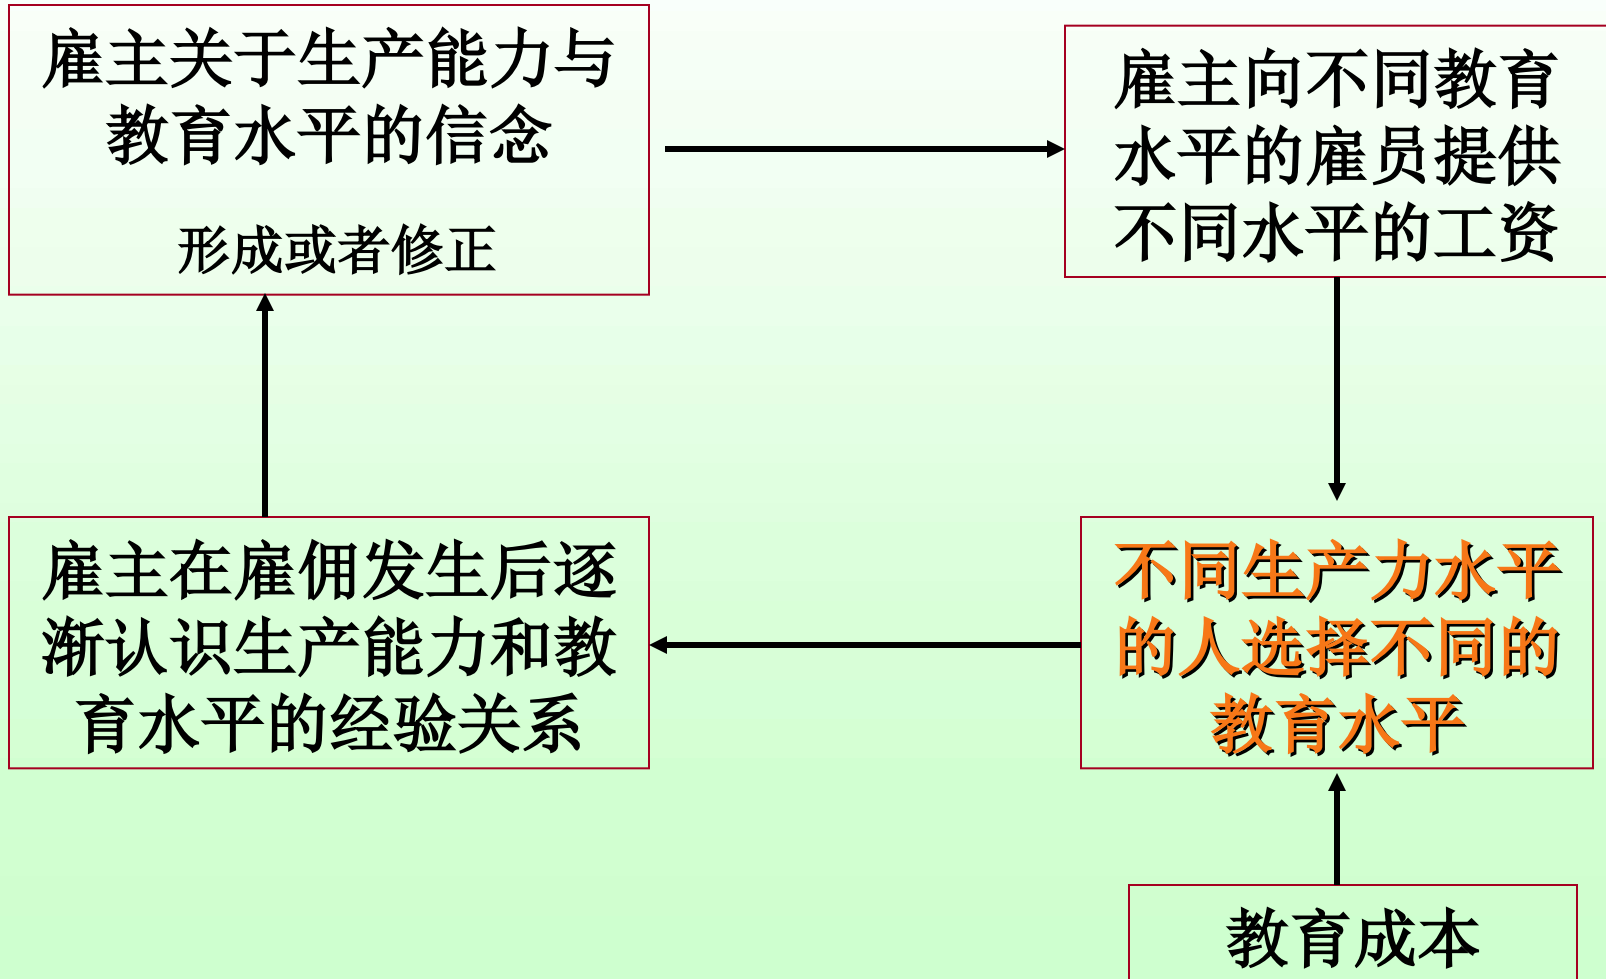 雇主关于生产能力与
教育水平的信念
形成或者修正
雇主向不同教育
水平的雇员提供
不同水平的工资
雇主在雇佣发生后逐
渐认识生产能力和教
育水平的经验关系
不同生产力水平
的人选择不同的
教育水平
教育成本